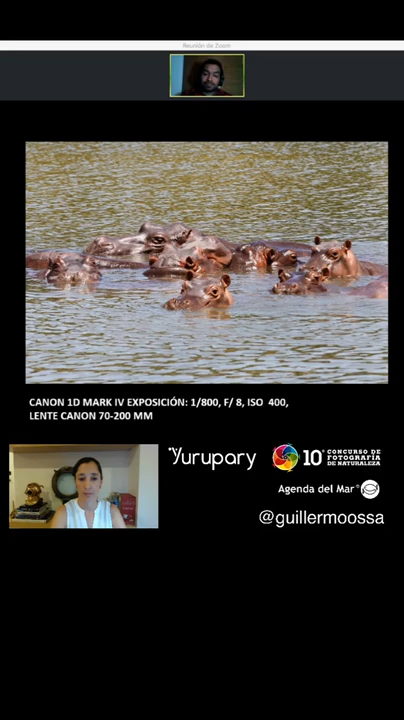 Reunión de Zoom
CANON 1D MARK IV EXPOSICIÓN: 1/800, F/ 8, ISO 400,
LENTE CANON 70-200 MM
Yurupary
10° CONCURSO DE
FOTOGRAFÍA
DE NATURALEZA
Agenda del Mar
@guillermoossa